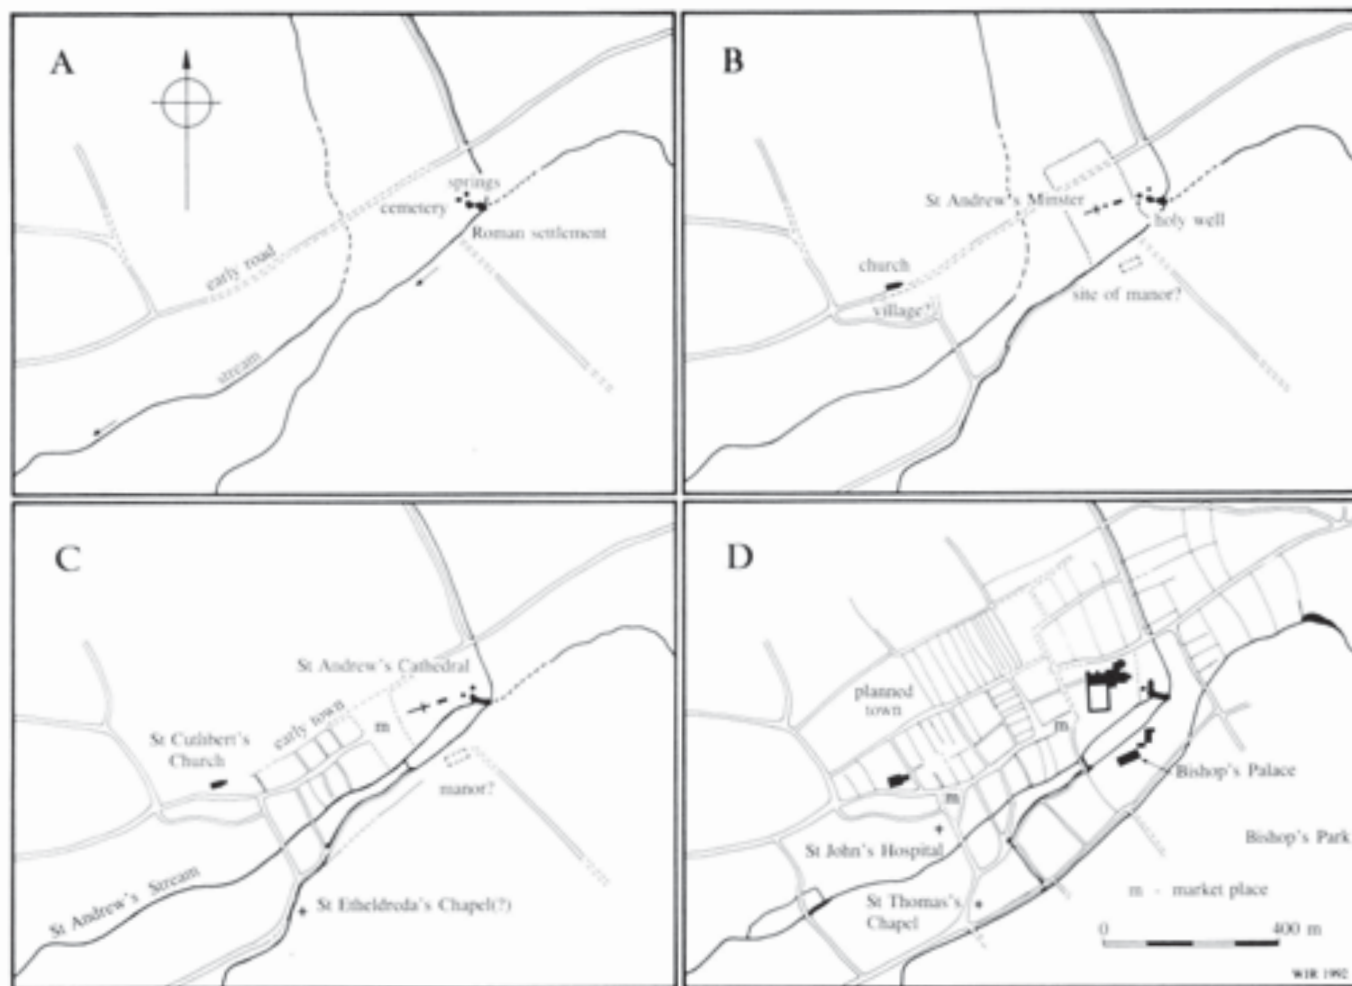 A
springs
cemetery
Roman settlement
early road
stream
B
St Andrew's Minster
holy well
church
village?
site of manor?
C
St Andrew's Cathedral
early town
m
St Cuthbert's
Church
manor?
St Andrew's Stream
St Etheldreda's Chapel(?)
D
planned
town
m
Bishop's Palace
m
Bishop's Park
St John's Hospital
m - market place
St Thomas's
Chapel
0 400 m
WJR 1992